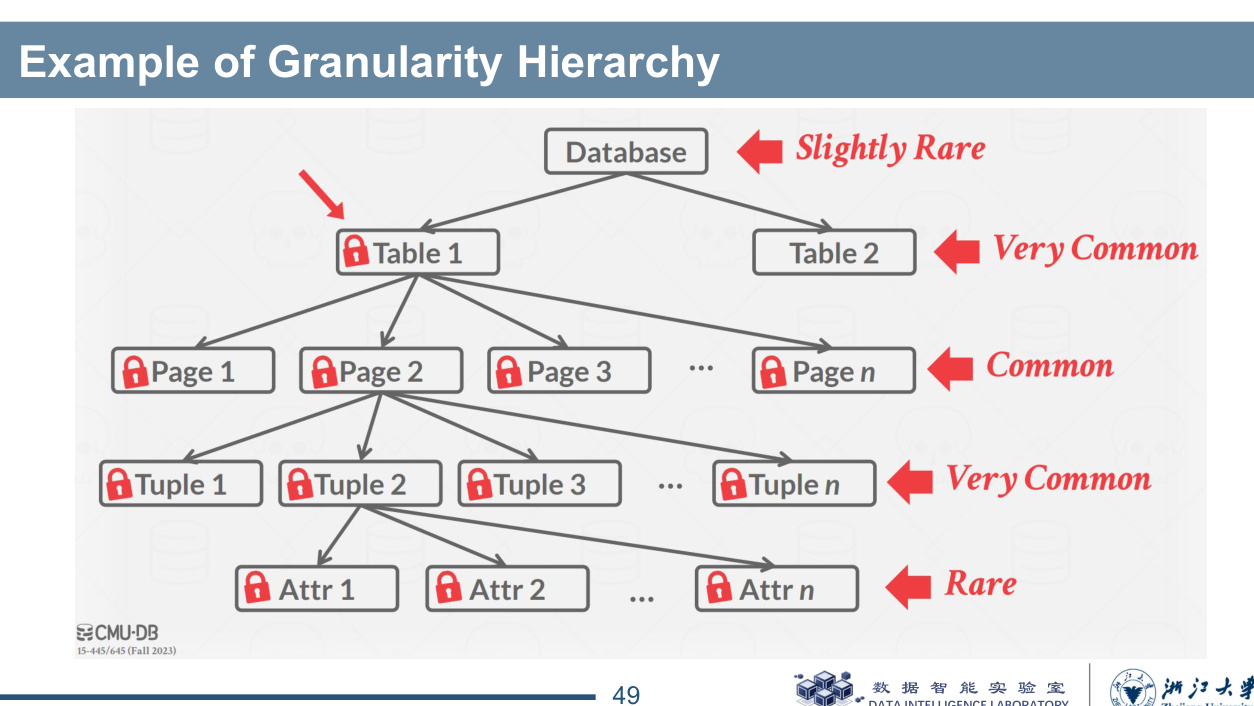 Example of Granularity Hierarchy
Database
Slightly Rare
Table 1
Table 2
Very Common
Page 1
Page 2
Page 3
...
Page n
Common
Tuple 1
Tuple 2
Tuple 3
...
Tuple n
Very Common
Attr 1
Attr 2
...
Attr n
Rare
CMU·DB
15-445/645 (Fall 2023)
49
数据智能实验室
DATA INTELLIGENCE LABORATORY
浙江大学